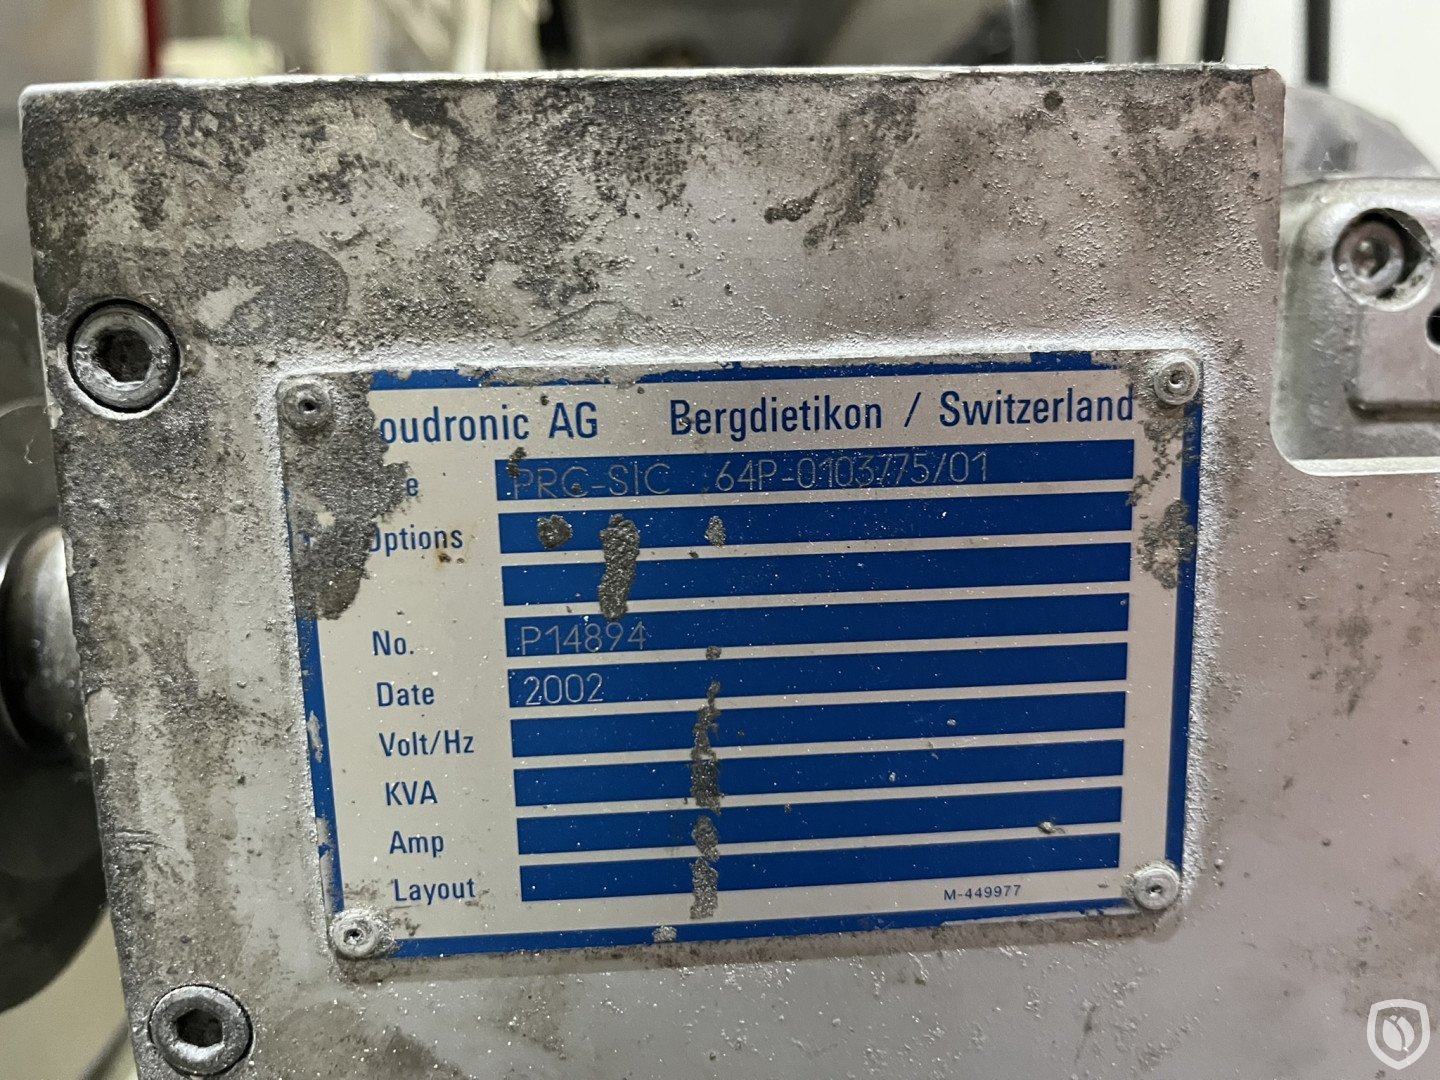 oudronic AG Bergdietikon / Switzerland
e PRC-SIC 64P-0103775/01
Options
No. P14894
Date 2002
Volt/Hz
KVA
Amp
Layout
M-449977